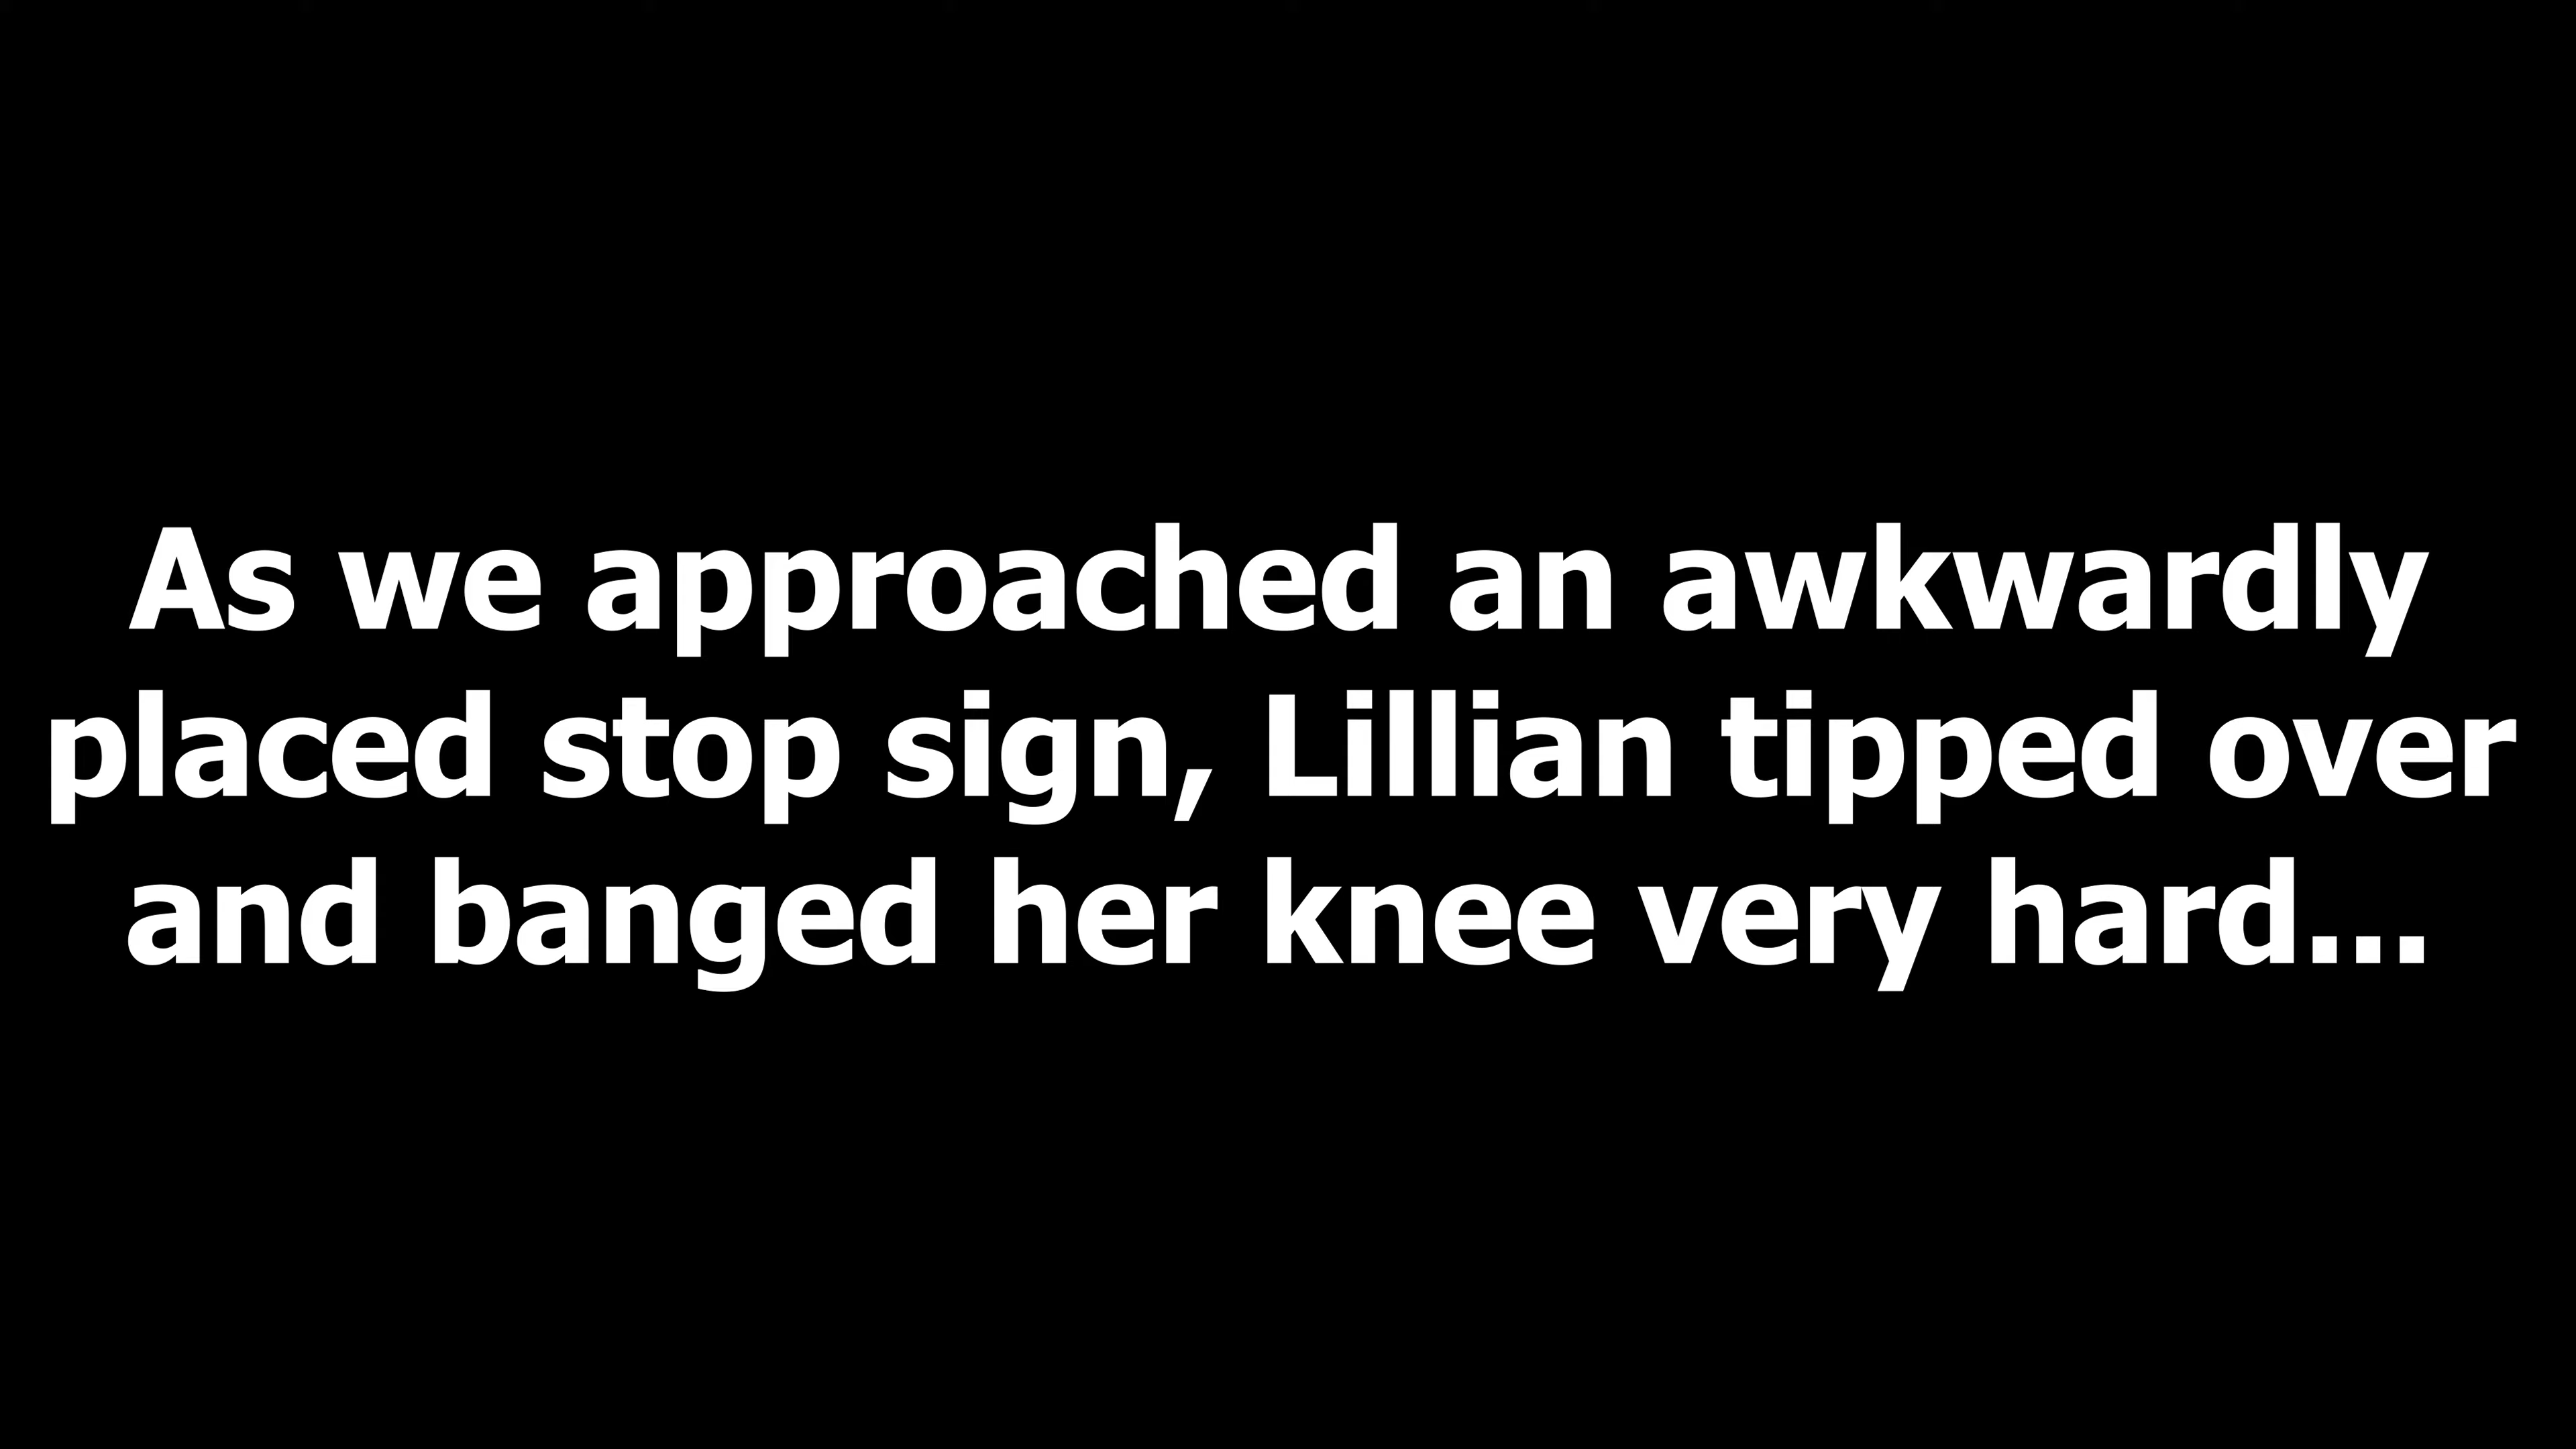 As we approached an awkwardly
placed stop sign, Lillian tipped over
and banged her knee very hard...